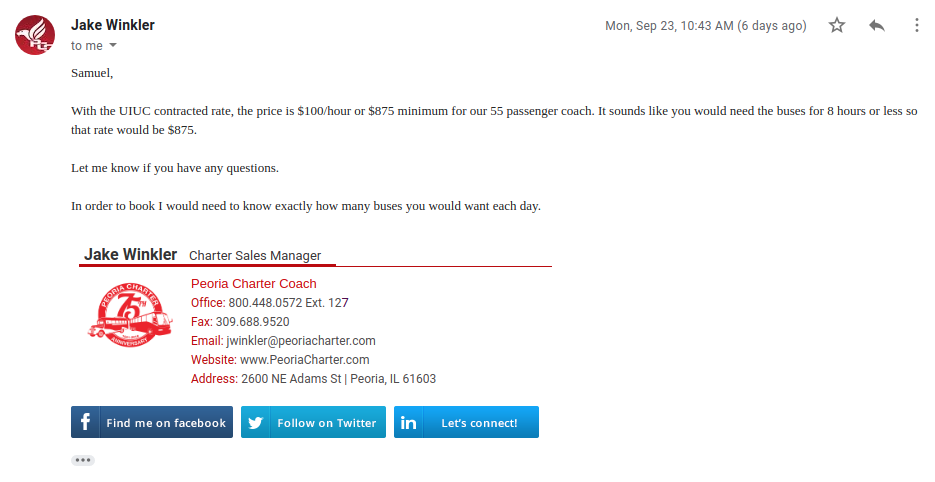 Jake Winkler
Mon, Sep 23, 10:43 AM (6 days ago)
to me
Samuel,
With the UIUC contracted rate, the price is $100/hour or $875 minimum for our 55 passenger coach. It sounds like you would need the buses for 8 hours or less so
that rate would be $875.
Let me know if you have any questions.
In order to book I would need to know exactly how many buses you would want each day.
Jake Winkler Charter Sales Manager
PEORIA CHARTER
75TH
ANNIVERSARY
Peoria Charter Coach
Office: 800.448.0572 Ext. 127
Fax: 309.688.9520
Email: jwinkler@peoriacharter.com
Website: www.PeoriaCharter.com
Address: 2600 NE Adams St | Peoria, IL 61603
Find me on facebook
Follow on Twitter
in Let's connect!